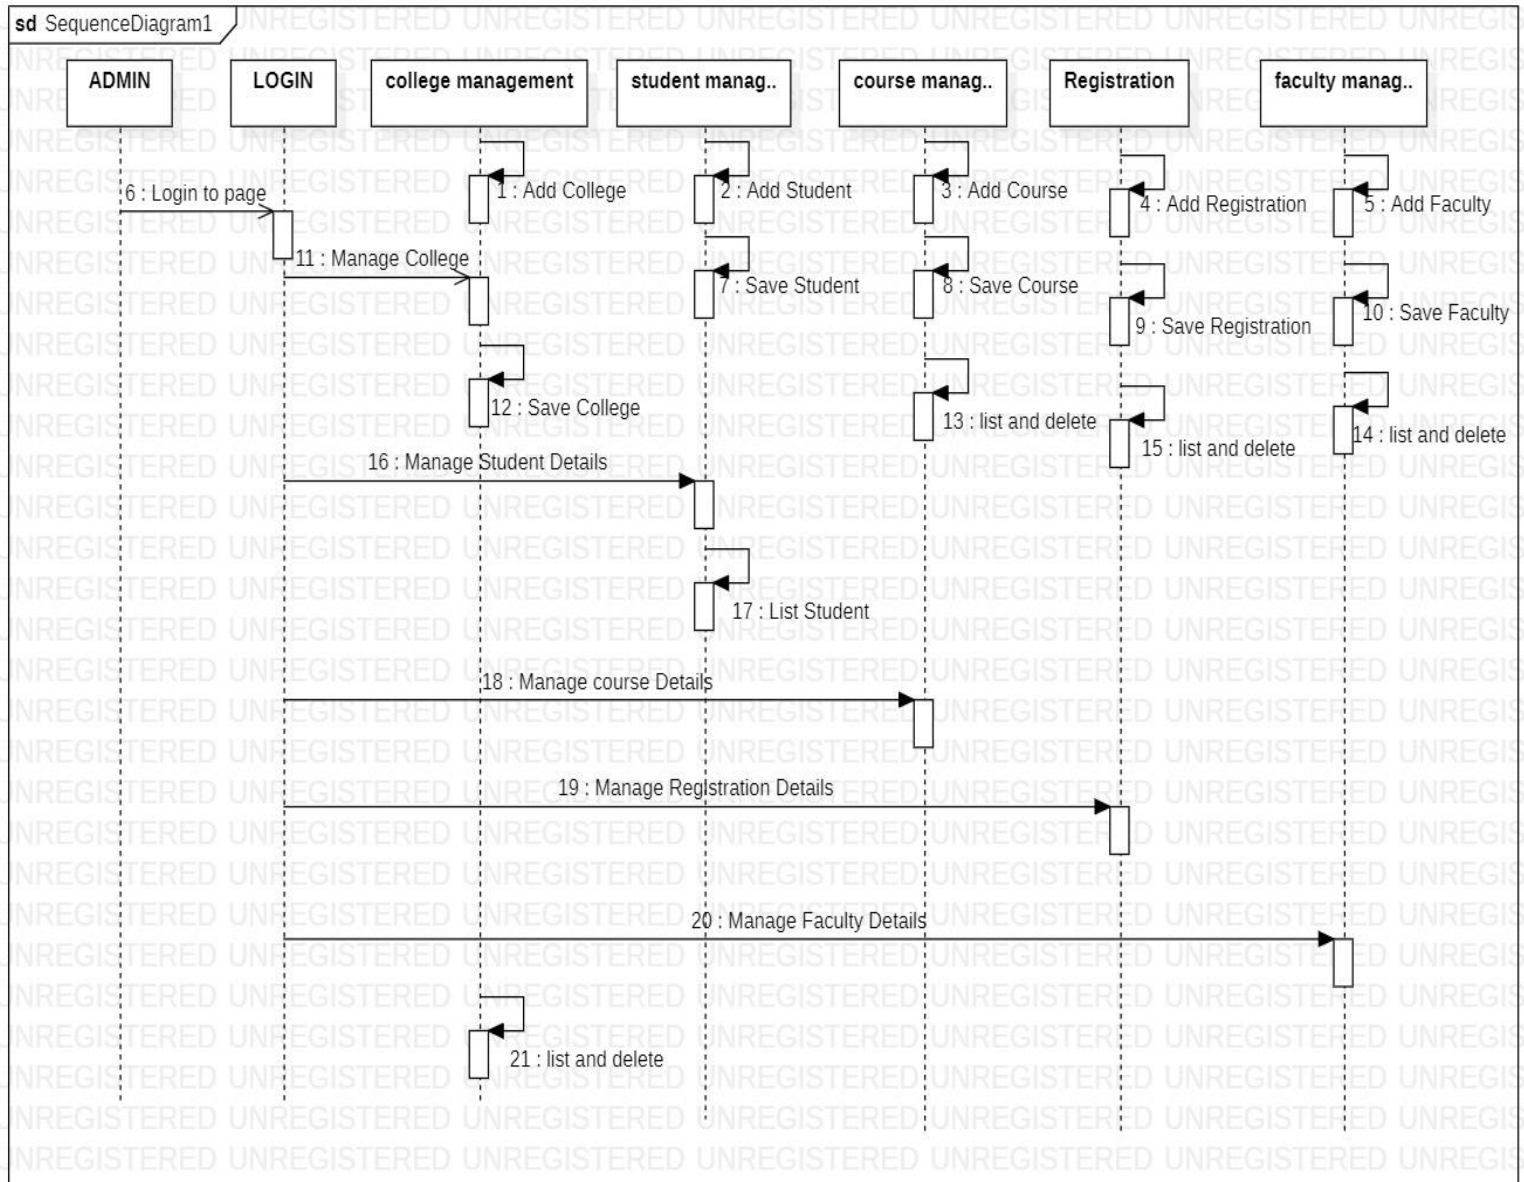 sd SequenceDiagram1
ADMIN
LOGIN
college management
student manag..
course manag..
Registration
faculty manag..
1 : Add College
2 : Add Student
3 : Add Course
4 : Add Registration
5 : Add Faculty
6 : Login to page
11 : Manage College
7 : Save Student
8 : Save Course
9 : Save Registration
10 : Save Faculty
12 : Save College
13 : list and delete
15 : list and delete
14 : list and delete
16 : Manage Student Details
17 : List Student
18 : Manage course Details
19 : Manage Registration Details
20 : Manage Faculty Details
21 : list and delete
UNREGISTERED